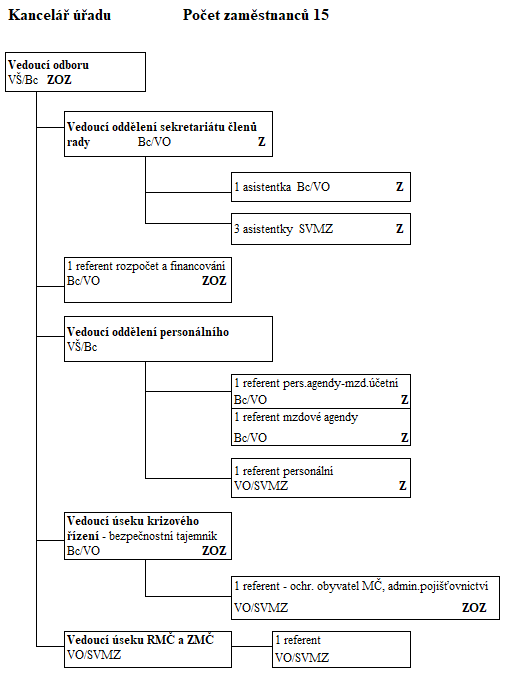 Kancelář úřadu Počet zaměstnanců 15
Vedoucí odboru
VŠ/Bc ZOZ
Vedoucí oddělení sekretariátu členů
rady Bc/VO Z
1 asistentka Bc/VO Z
3 asistentky SVMZ Z
1 referent rozpočet a financování
Bc/VO ZOZ
Vedoucí oddělení personálního
VŠ/Bc
1 referent pers.agendy-mzd.účetní
Bc/VO Z
1 referent mzdové agendy
Bc/VO Z
1 referent personální
VO/SVMZ Z
Vedoucí úseku krizového
řízení - bezpečnostní tajemník
Bc/VO ZOZ
1 referent - ochr. obyvatel MČ, admin.pojišťovnictví
VO/SVMZ ZOZ
Vedoucí úseku RMČ a ZMČ
VO/SVMZ
1 referent
VO/SVMZ